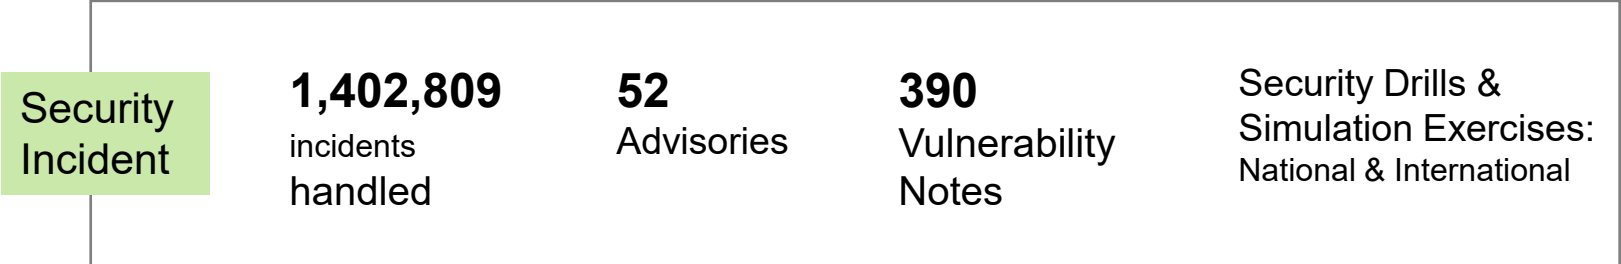 Security
Incident
1,402,809
incidents
handled
52
Advisories
390
Vulnerability
Notes
Security Drills &
Simulation Exercises:
National & International